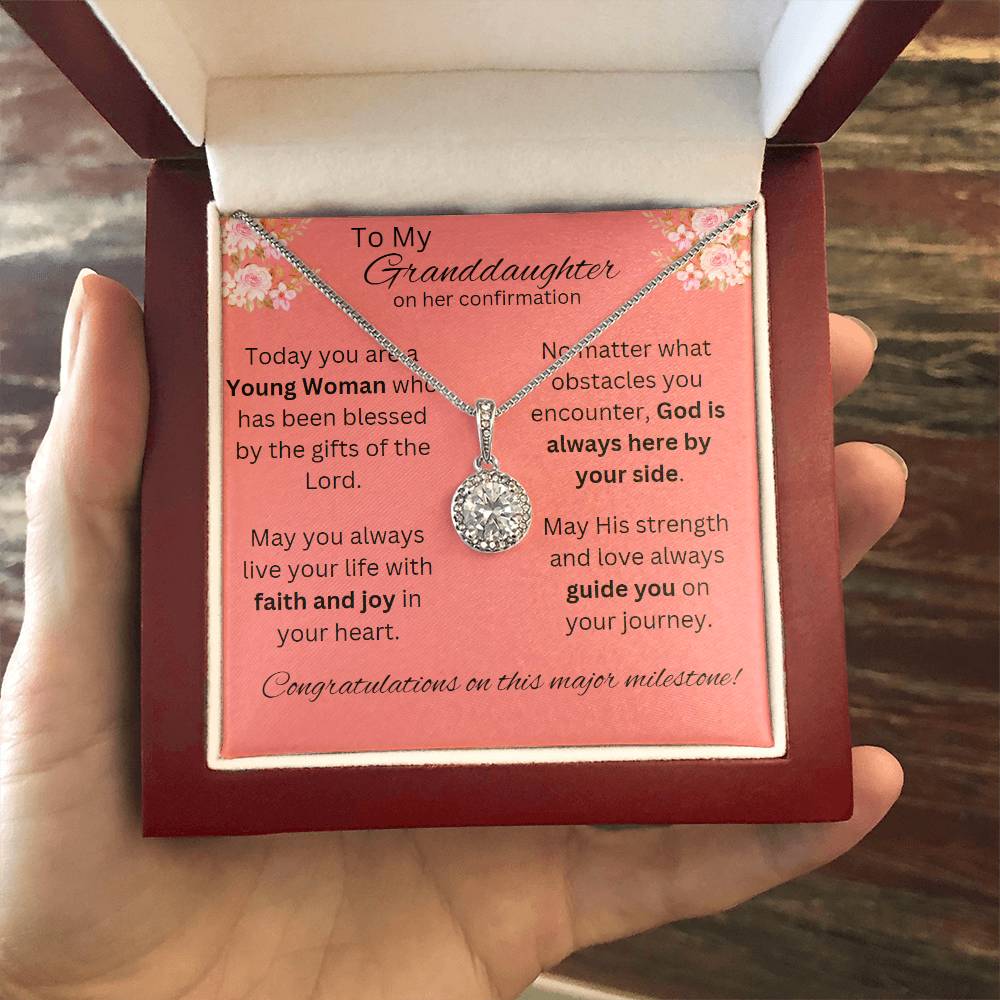 To My
Granddaughter
on her confirmation
Today you are a
Young Woman who
has been blessed
by the gifts of the
Lord.
May you always
live your life with
faith and joy in
your heart.
No matter what
obstacles you
encounter, God is
always here by
your side.
May His strength
and love always
guide you on
your journey.
Congratulations on this major milestone!